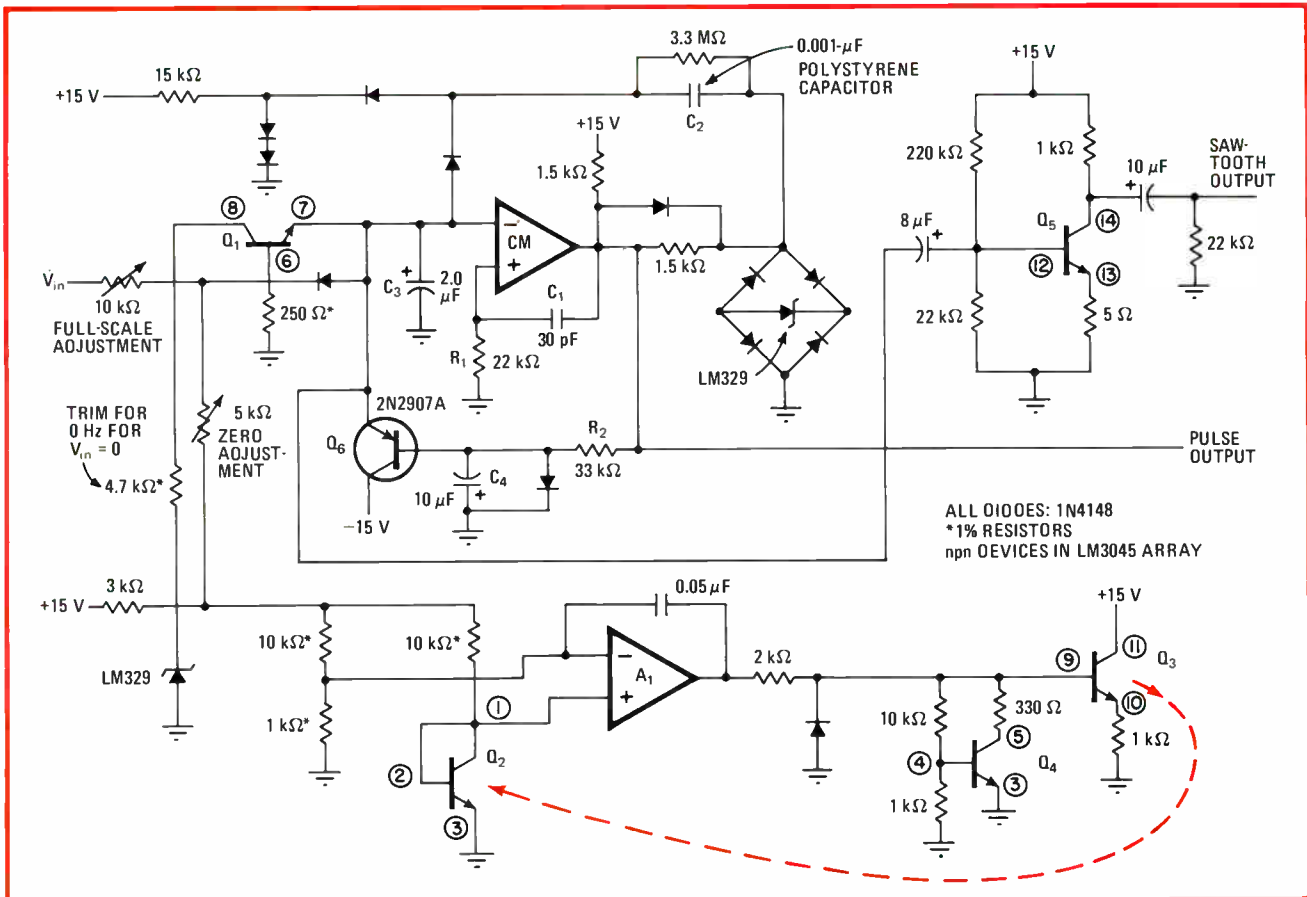 3.3 MΩ
0.001-μF
POLYSTYRENE
CAPACITOR
15 kΩ
+15 V
C2
+15 V
1.5 kΩ
+15 V
220 kΩ
1 kΩ
10 μF
+
SAW-
TOOTH
OUTPUT
8
7
Q1
6
CM
−
+
1.5 kΩ
8 μF
+
Q5
14
12
13
22 kΩ
Vin
10 kΩ
FULL-SCALE
AOJUSTMENT
250 Ω*
C3
+
2.0
μF
C1
30 pF
R1
22 kΩ
LM329
22 kΩ
5 Ω
TRIM FOR
0 Hz FOR
Vin = 0
4.7 kΩ*
5 kΩ
ZERO
AOJUST-
MENT
2N2907A
Q6
R2
33 kΩ
10 μF
C4
+
−15 V
PULSE
OUTPUT
ALL OIOOES: 1N4148
*1% RESISTORS
npn OEVICES IN LM3045 ARRAY
+15 V
3 kΩ
0.05 μF
+15 V
10 kΩ*
10 kΩ*
−
A1
+
2 kΩ
9
11
Q3
10
LM329
1 kΩ*
1
10 kΩ
330 Ω
5
1 kΩ
2
Q2
4
Q4
3
3
1 kΩ